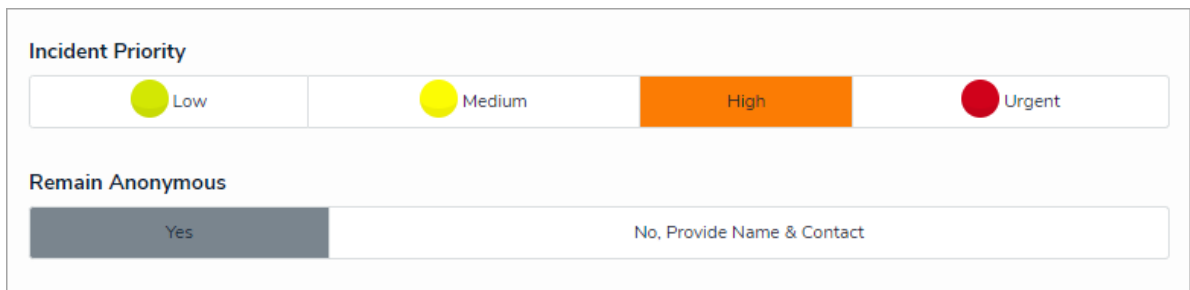 Incident Priority
Low Medium High Urgent
Remain Anonymous
Yes No, Provide Name & Contact